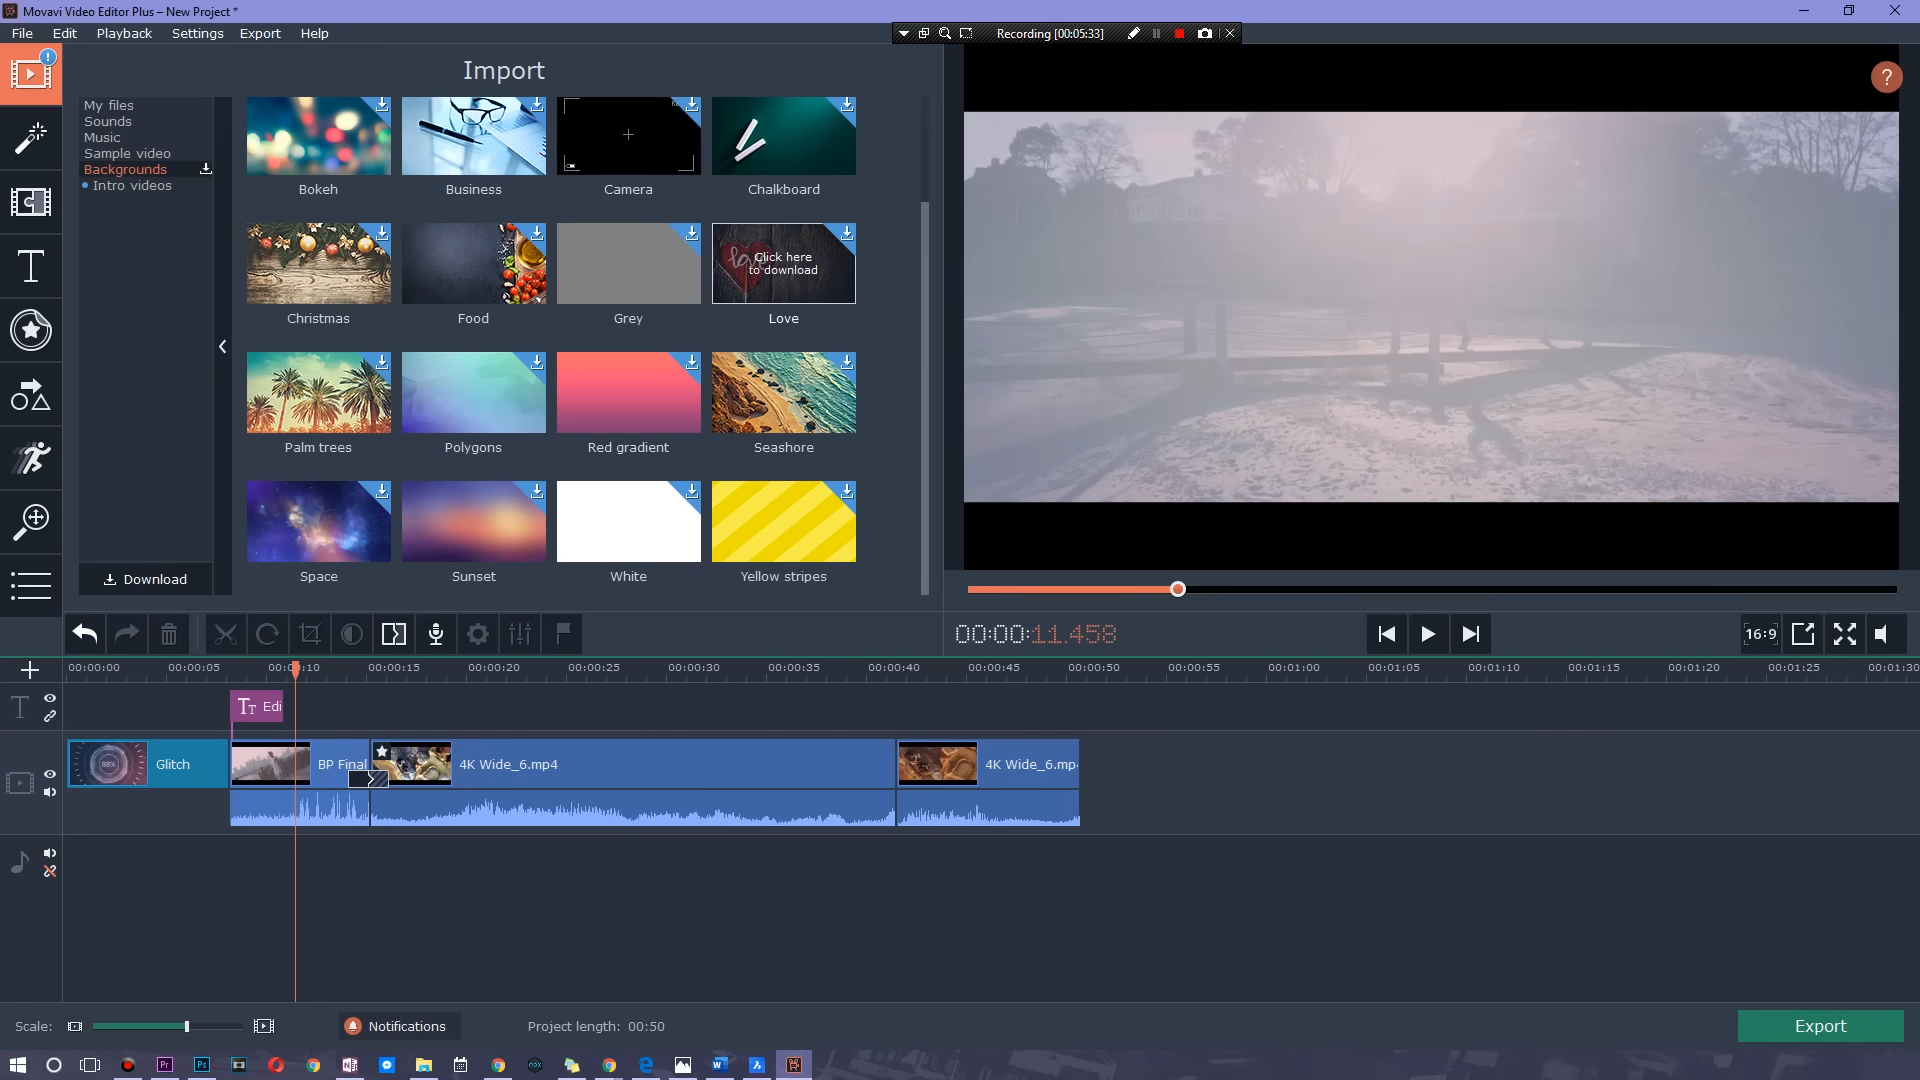 Movavi Video Editor Plus – New Project *
File Edit Playback Settings Export Help
Recording [00:05:33]
Import
My files
Sounds
Music
Sample video
Backgrounds
Intro videos
Download
Bokeh Business Camera Chalkboard
Click here
to download
Christmas Food Grey Love
Palm trees Polygons Red gradient Seashore
Space Sunset White Yellow stripes
?
00:00:11.458
16:9
00:00:00 00:00:05 00:00:10 00:00:15 00:00:20 00:00:25 00:00:30 00:00:35 00:00:40 00:00:45 00:00:50 00:00:55 00:01:00 00:01:05 00:01:10 00:01:15 00:01:20 00:01:25 00:01:30
Edi
88%
Glitch
BP Final
4K Wide_6.mp4
4K Wide_6.mp
Scale:
Notifications
Project length: 00:50
Export